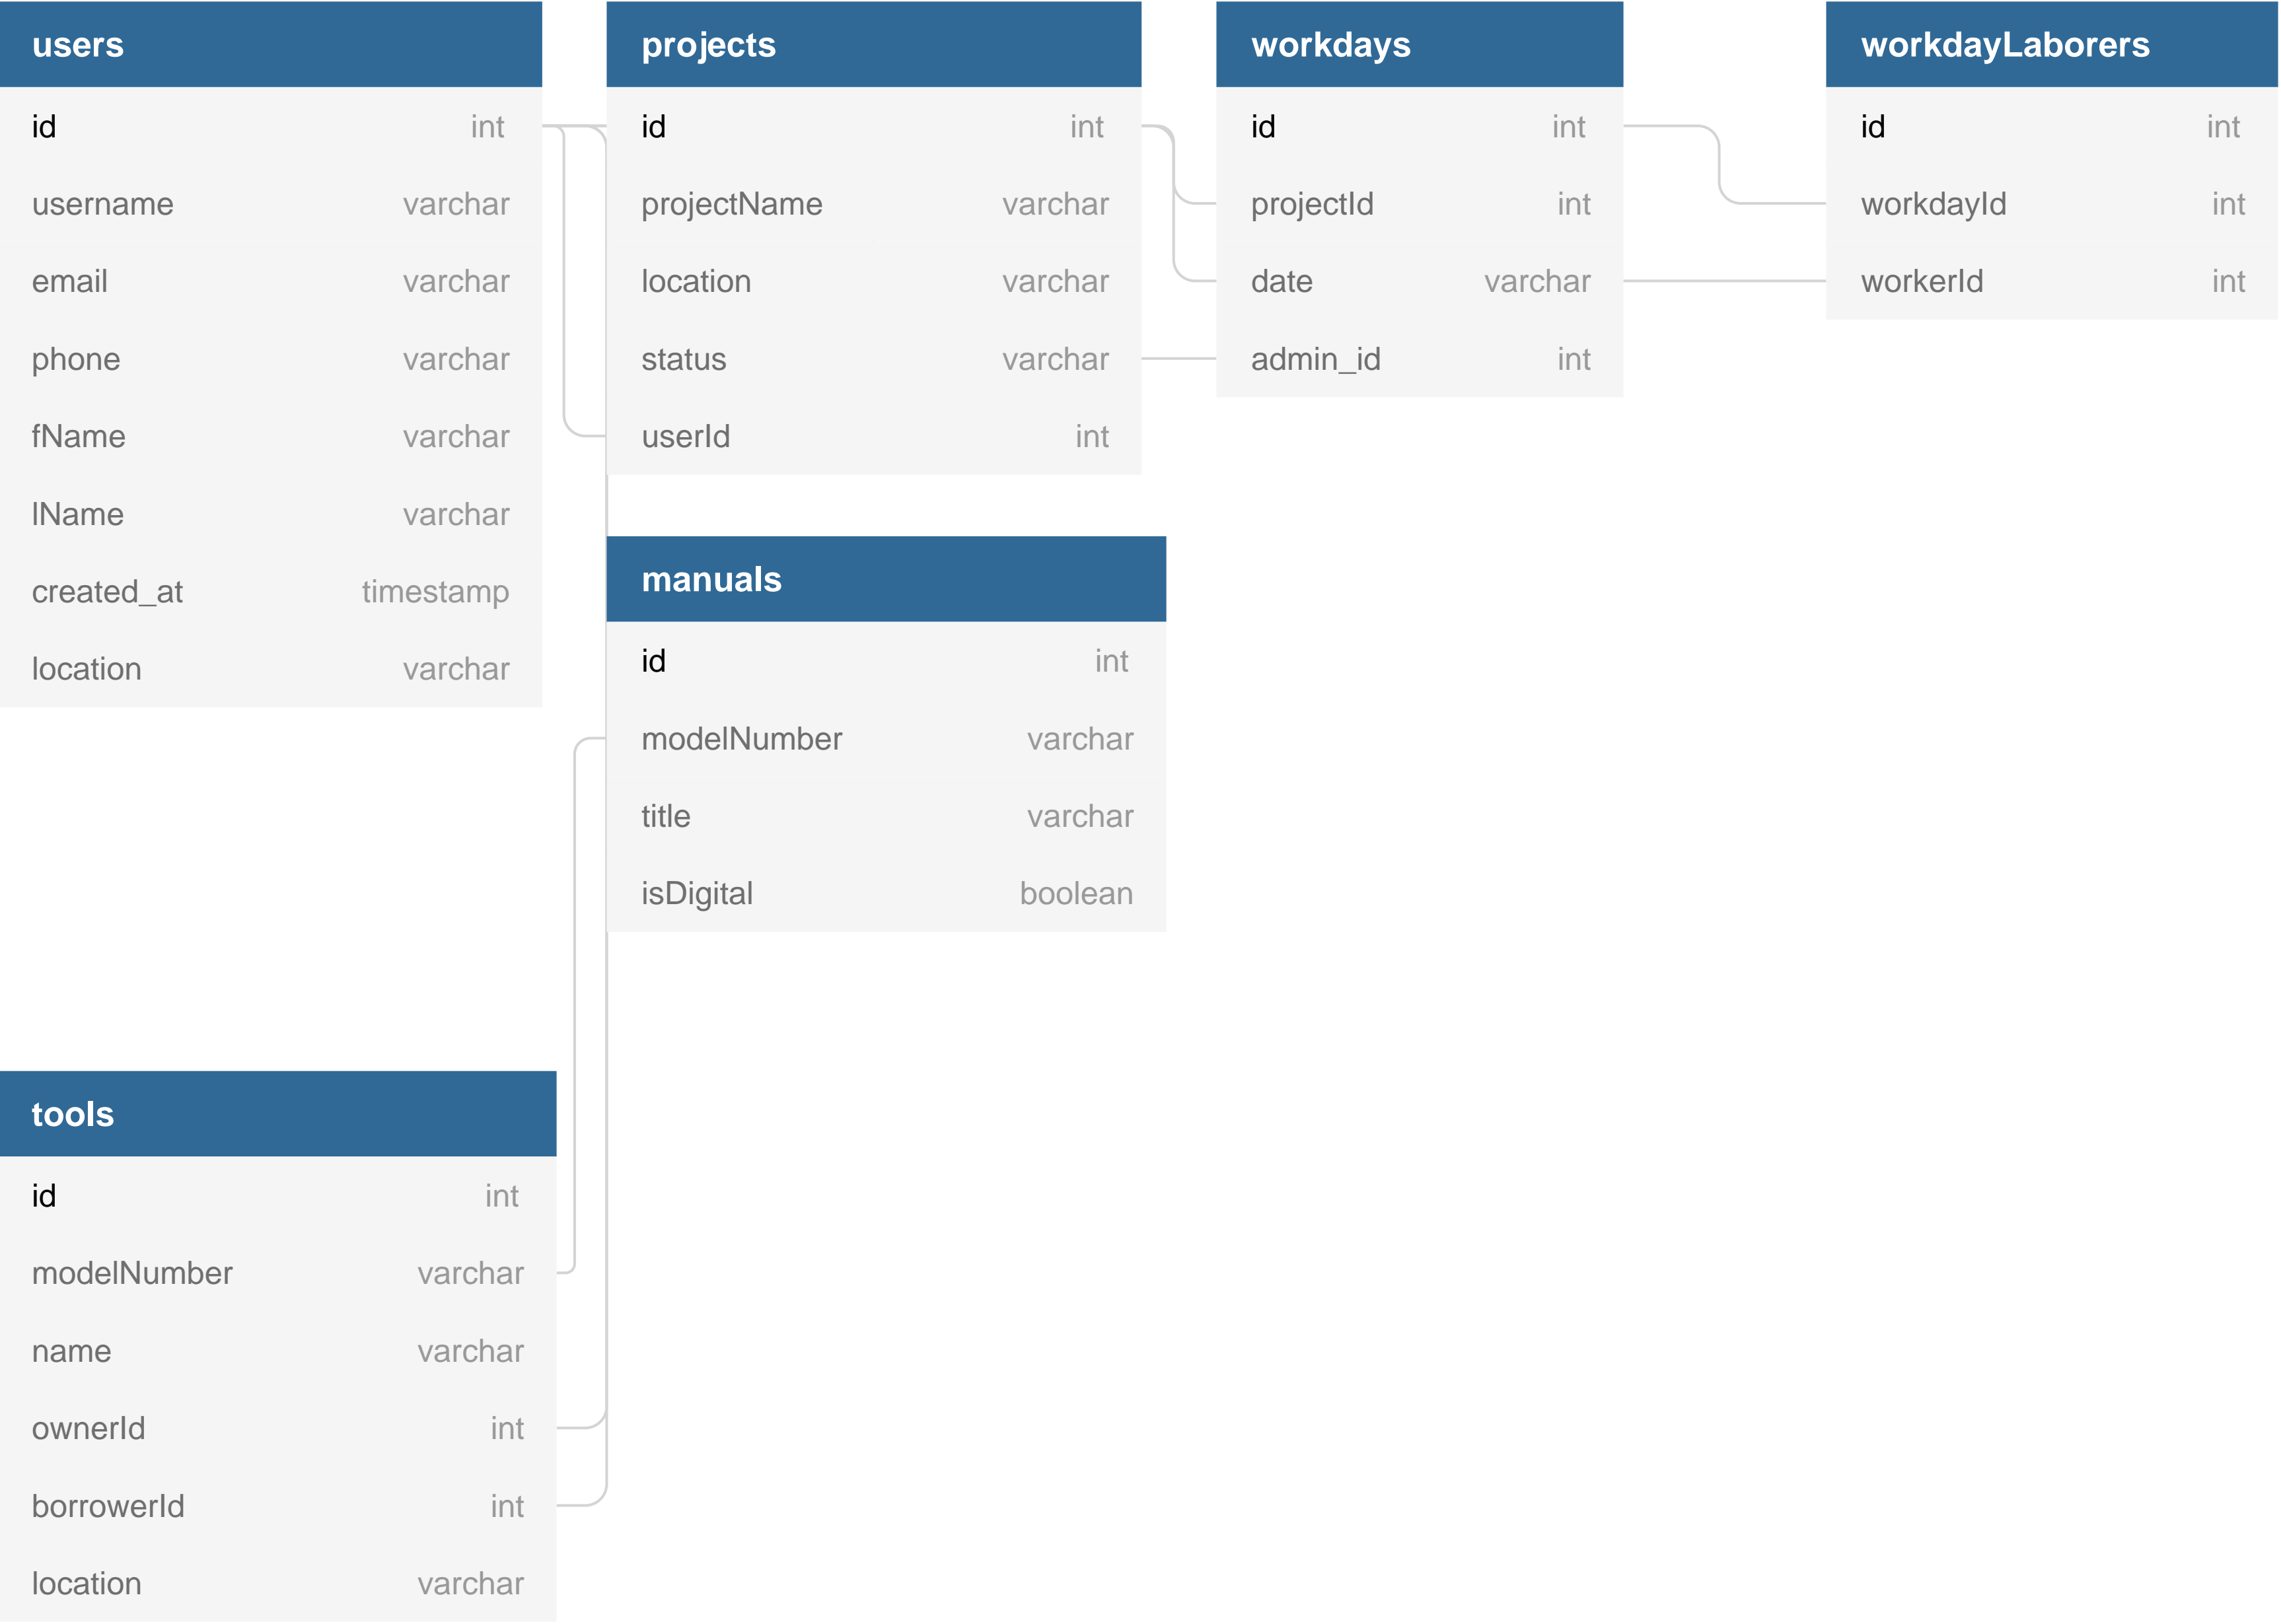 users
id int
username varchar
email varchar
phone varchar
fName varchar
lName varchar
created_at timestamp
location varchar
projects
id int
projectName varchar
location varchar
status varchar
userId int
workdays
id int
projectId int
date varchar
admin_id int
workdayLaborers
id int
workdayId int
workerId int
manuals
id int
modelNumber varchar
title varchar
isDigital boolean
tools
id int
modelNumber varchar
name varchar
ownerId int
borrowerId int
location varchar